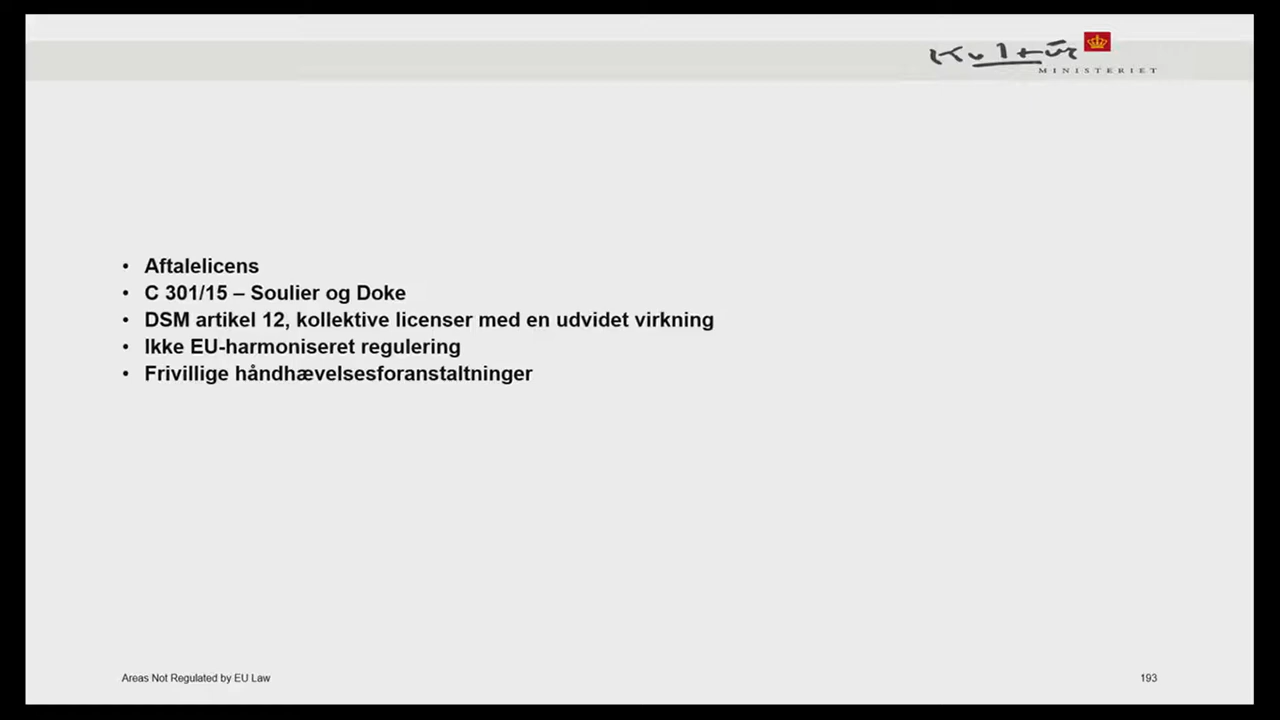 Kultur
MINISTERIET
• Aftalelicens
• C 301/15 – Soulier og Doke
• DSM artikel 12, kollektive licenser med en udvidet virkning
• Ikke EU-harmoniseret regulering
• Frivillige håndhævelsesforanstaltninger
Areas Not Regulated by EU Law
193